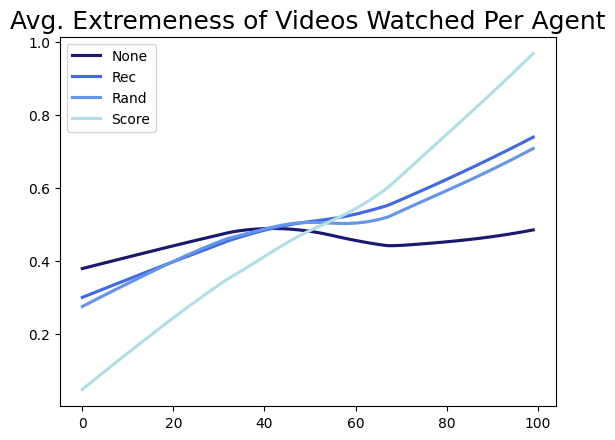 Avg. Extremeness of Videos Watched Per Agent
None
Rec
Rand
Score
1.0
0.8
0.6
0.4
0.2
0 20 40 60 80 100